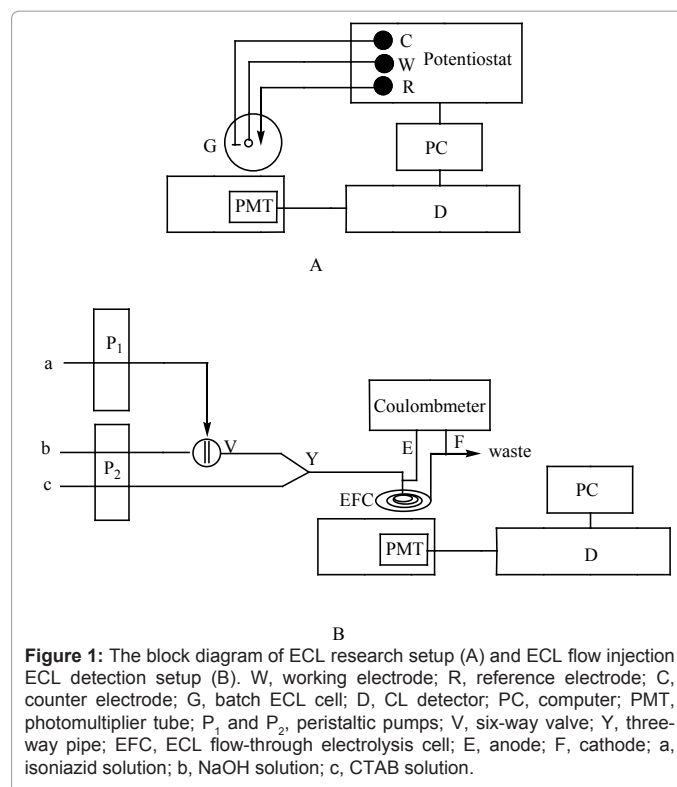 C
W
R
Potentiostat
G
PC
PMT
D
A
P₁
a
b
V
P₂
c
Y
Coulombmeter
E
F
waste
EFC
PC
PMT
D
B
Figure 1: The block diagram of ECL research setup (A) and ECL flow injection
ECL detection setup (B). W, working electrode; R, reference electrode; C,
counter electrode; G, batch ECL cell; D, CL detector; PC, computer; PMT,
photomultiplier tube; P₁ and P₂, peristaltic pumps; V, six-way valve; Y, three-
way pipe; EFC, ECL flow-through electrolysis cell; E, anode; F, cathode; a,
isoniazid solution; b, NaOH solution; c, CTAB solution.